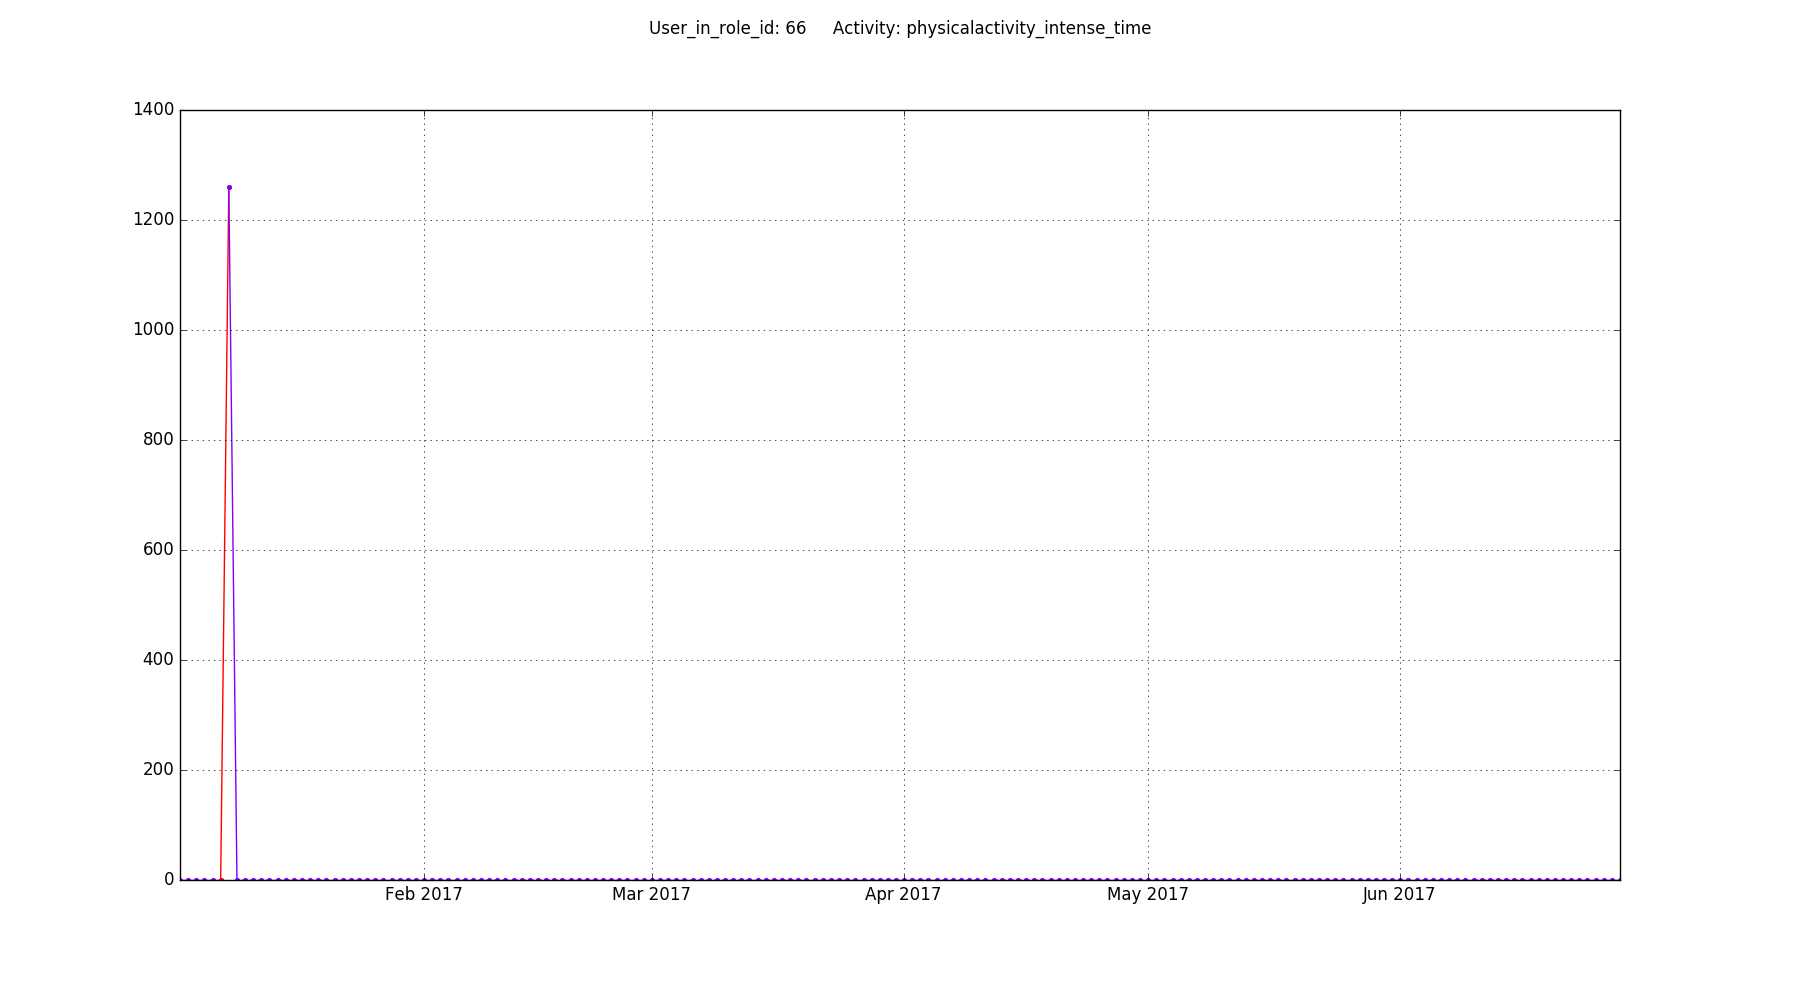 User_in_role_id: 66     Activity: physicalactivity_intense_time
1400
1200
1000
800
600
400
200
0
Feb 2017
Mar 2017
Apr 2017
May 2017
Jun 2017